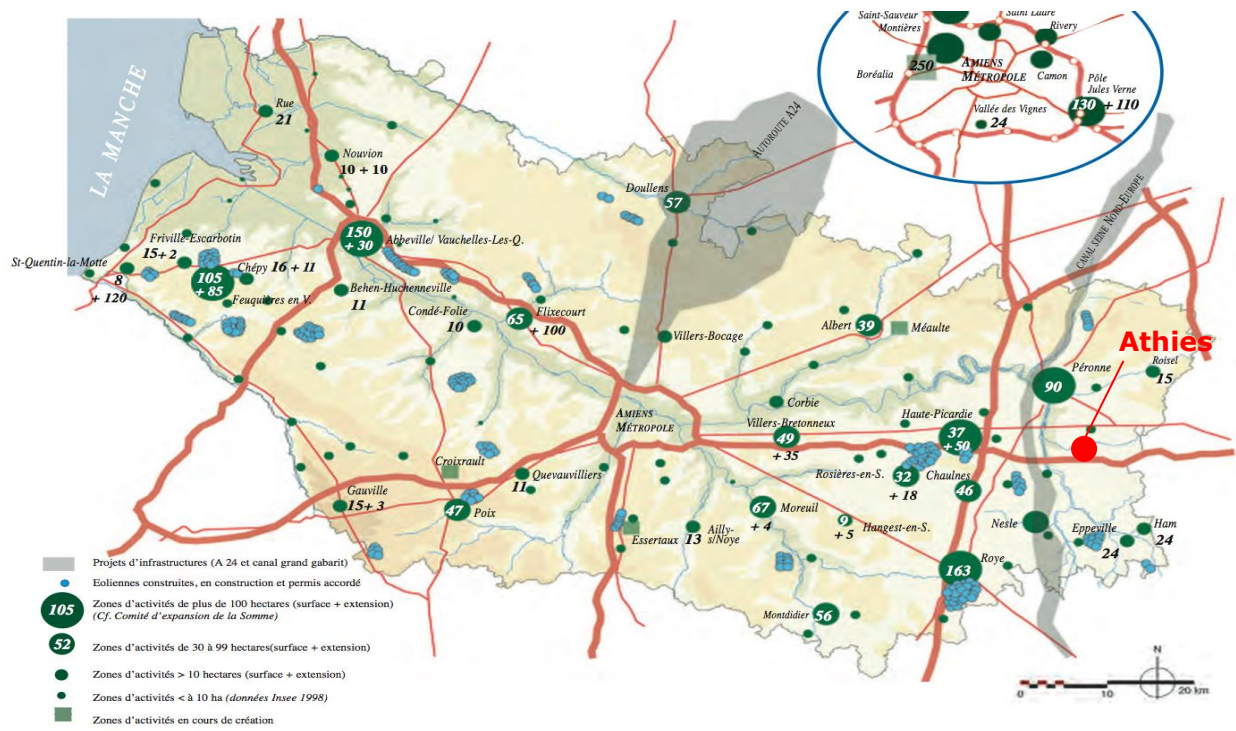 Saint-Sauveur
Montières
Saint Ladre
Rivery
Boréalia
250
AMIENS
MÉTROPOLE
Camon
Pôle
Jules Verne
130 + 110
Vallée des Vignes
24
LA MANCHE
Rue
21
Nouvion
10 + 10
AUTOROUTE A24
Doullens
57
CANAL SEINE NORD-EUROPE
150
+ 30
Abbeville/ Vauchelles-Les-Q.
Friville-Escarbotin
15+ 2
St-Quentin-la-Motte
8
+ 120
105
+ 85
Chépy 16 + 11
Feuquières en V.
Behen-Huchenneville
11
Condé-Folie
10
65
Flixecourt
+ 100
Villers-Bocage
Albert
39
Méaulte
Athies
Roisel
15
Péronne
90
Corbie
AMIENS
MÉTROPOLE
Villers-Bretonneux
49
+ 35
Haute-Picardie
37
+ 50
Croixrault
Quevauvilliers
11
Rosières-en-S.
32
+ 18
Chaulnes
46
Gauville
15+ 3
47
Poix
Essertaux
13
Ailly-
s/Noye
67
Moreuil
+ 4
9
+ 5
Hangest-en-S.
Nesle
Eppeville
24
Ham
24
Roye
163
Montdidier
56
Projets d'infrastructures (A 24 et canal grand gabarit)
Eoliennes construites, en construction et permis accordé
105
Zones d'activités de plus de 100 hectares (surface + extension)
(Cf. Comité d'expansion de la Somme)
52
Zones d'activités de 30 à 99 hectares(surface + extension)
Zones d'activités > 10 hectares (surface + extension)
Zones d'activités < à 10 ha (données Insee 1998)
Zones d'activités en cours de création
N
0 10 20 km